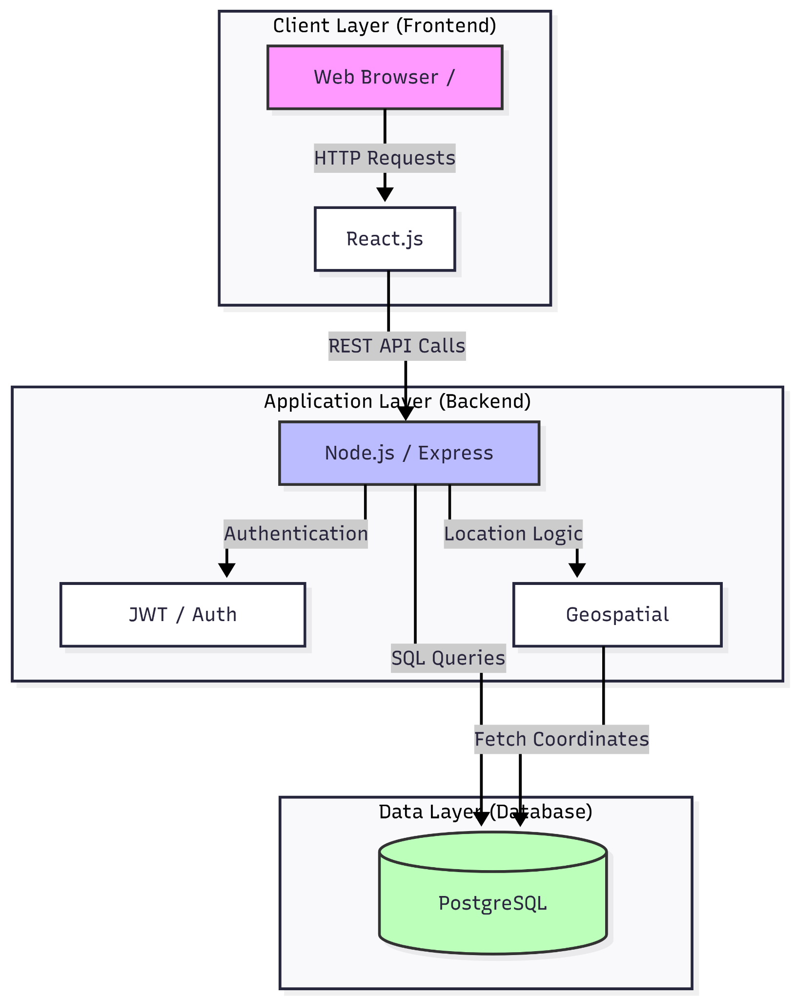 Client Layer (Frontend)
Web Browser /
HTTP Requests
React.js
REST API Calls
Application Layer (Backend)
Node.js / Express
Authentication
Location Logic
JWT / Auth
Geospatial
SQL Queries
Fetch Coordinates
Data Layer (Database)
PostgreSQL